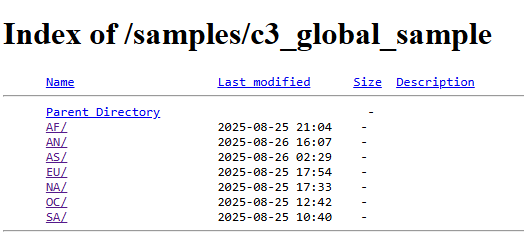 Index of /samples/c3_global_sample
Name Last modified Size Description
Parent Directory -
AF/ 2025-08-25 21:04 -
AN/ 2025-08-26 16:07 -
AS/ 2025-08-26 02:29 -
EU/ 2025-08-25 17:54 -
NA/ 2025-08-25 17:33 -
OC/ 2025-08-25 12:42 -
SA/ 2025-08-25 10:40 -